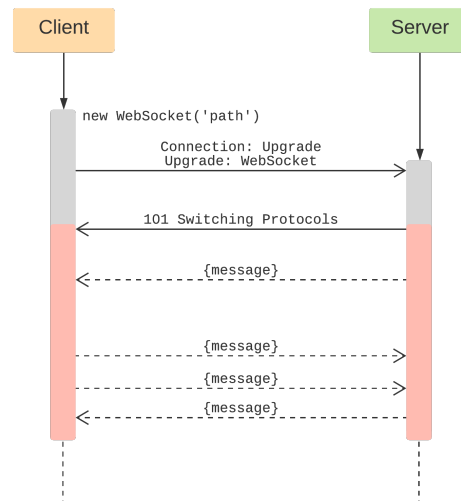 Client
Server
new WebSocket('path')
Connection: Upgrade
Upgrade: WebSocket
101 Switching Protocols
{message}
{message}
{message}
{message}